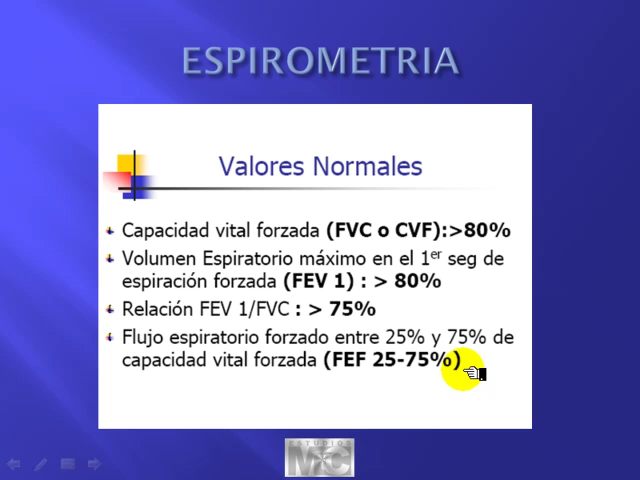 ESPIROMETRIA
Valores Normales
Capacidad vital forzada (FVC o CVF):>80%
Volumen Espiratorio máximo en el 1er seg de
espiración forzada (FEV 1) : > 80%
Relación FEV 1/FVC : > 75%
Flujo espiratorio forzado entre 25% y 75% de
capacidad vital forzada (FEF 25-75%)
ESTUDIOS
MC